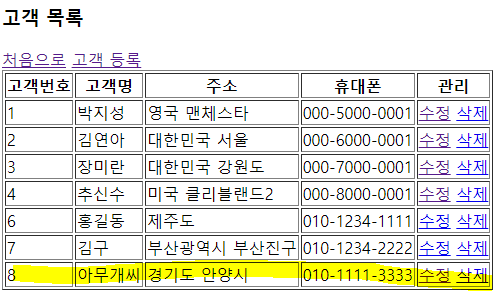 고객 목록
처음으로 고객 등록
고객번호 고객명 주소 휴대폰 관리
1 박지성 영국 맨체스타 000-5000-0001 수정 삭제
2 김연아 대한민국 서울 000-6000-0001 수정 삭제
3 장미란 대한민국 강원도 000-7000-0001 수정 삭제
4 추신수 미국 클리블랜드2 000-8000-0001 수정 삭제
6 홍길동 제주도 010-1234-1111 수정 삭제
7 김구 부산광역시 부산진구 010-1234-2222 수정 삭제
8 아무개씨 경기도 안양시 010-1111-3333 수정 삭제